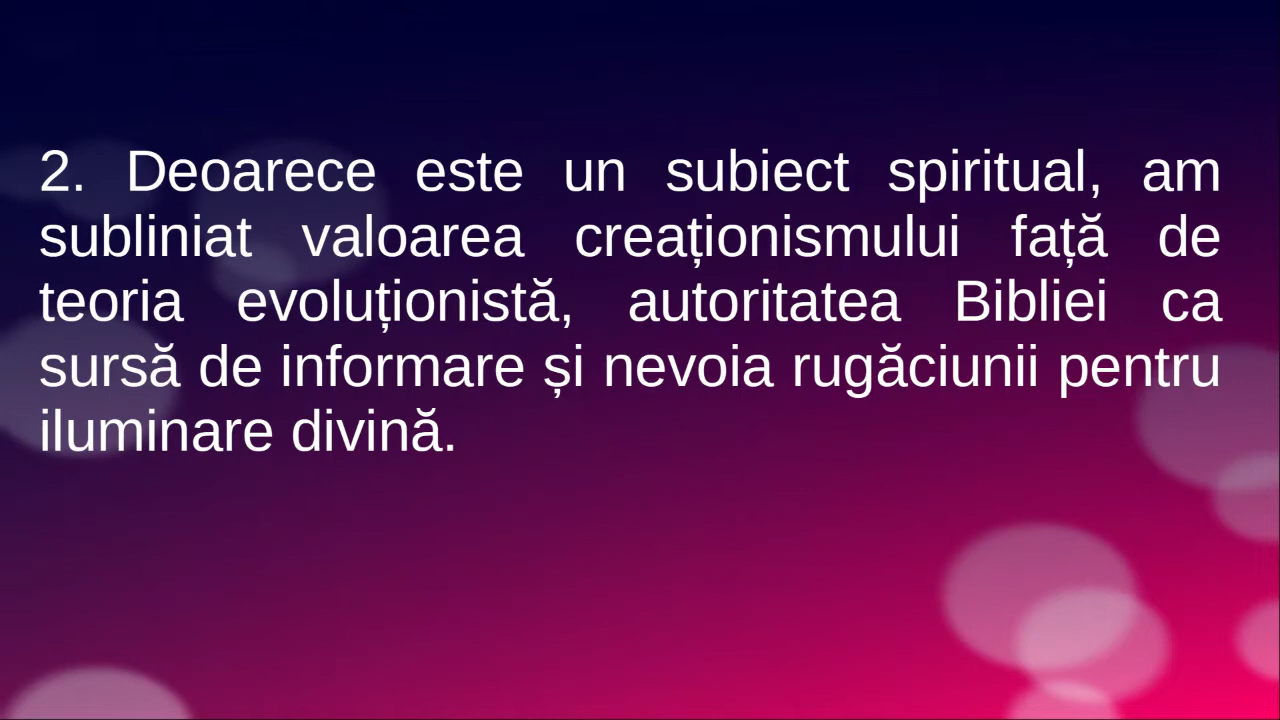 2. Deoarece este un subiect spiritual, am
subliniat valoarea creaționismului față de
teoria evoluționistă, autoritatea Bibliei ca
sursă de informare și nevoia rugăciunii pentru
iluminare divină.